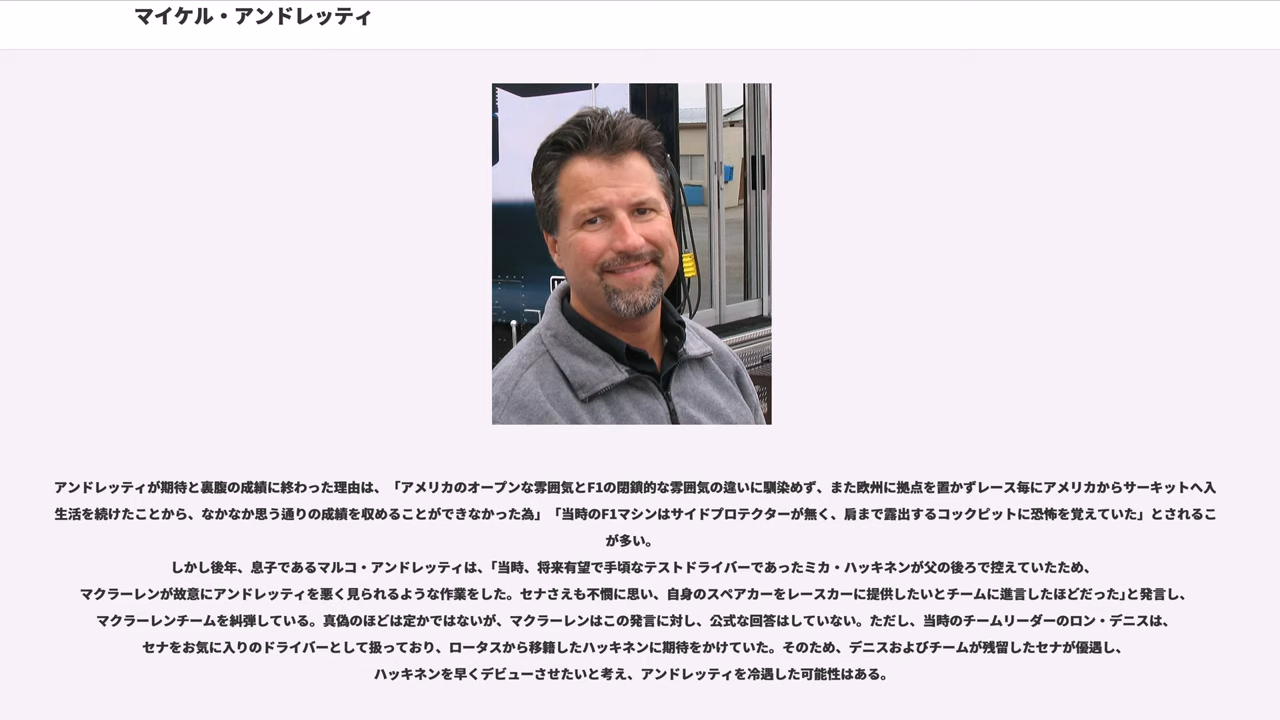 マイケル・アンドレッティ
アンドレッティが期待と裏腹の成績に終わった理由は、「アメリカのオープンな雰囲気とF1の閉鎖的な雰囲気の違いに馴染めず、また欧州に拠点を置かずレース毎にアメリカからサーキットへ入
生活を続けたことから、なかなか思う通りの成績を収めることができなかった為」「当時のF1マシンはサイドプロテクターが無く、肩まで露出するコックピットに恐怖を覚えていた」とされるこ
が多い。
しかし後年、息子であるマルコ・アンドレッティは、「当時、将来有望で手頃なテストドライバーであったミカ・ハッキネンが父の後ろで控えていたため、
マクラーレンが故意にアンドレッティを悪く見られるような作業をした。セナさえも不憫に思い、自身のスペアカーをレースカーに提供したいとチームに進言したほどだった」と発言し、
マクラーレンチームを糾弾している。真偽のほどは定かではないが、マクラーレンはこの発言に対し、公式な回答はしていない。ただし、当時のチームリーダーのロン・デニスは、
セナをお気に入りのドライバーとして扱っており、ロータスから移籍したハッキネンに期待をかけていた。そのため、デニスおよびチームが残留したセナが優遇し、
ハッキネンを早くデビューさせたいと考え、アンドレッティを冷遇した可能性はある。